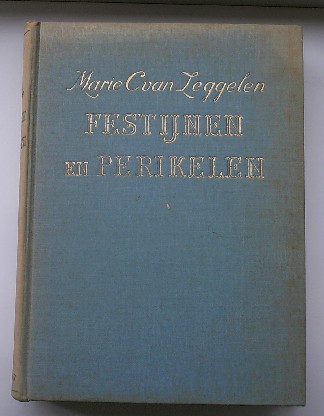 Marie C van Zeggelen
FESTIJNEN
EN PERIKELEN